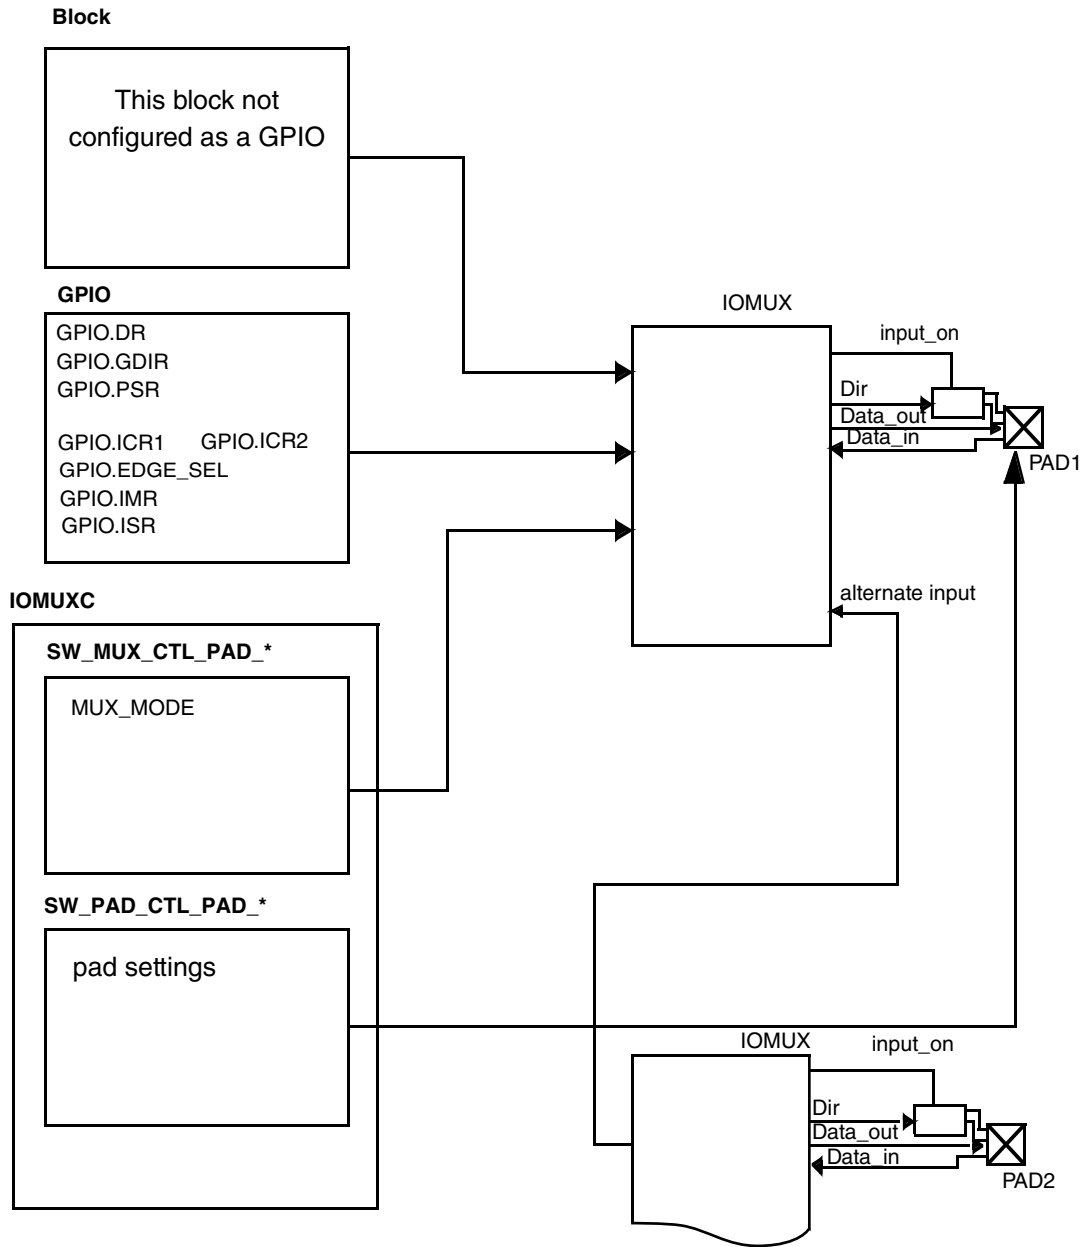 Block
This block not
configured as a GPIO
GPIO
GPIO.DR
GPIO.GDIR
GPIO.PSR
GPIO.ICR1 GPIO.ICR2
GPIO.EDGE_SEL
GPIO.IMR
GPIO.ISR
IOMUX
input_on
Dir
Data_out
Data_in
PAD1
alternate input
IOMUXC
SW_MUX_CTL_PAD_*
MUX_MODE
SW_PAD_CTL_PAD_*
pad settings
IOMUX
input_on
Dir
Data_out
Data_in
PAD2